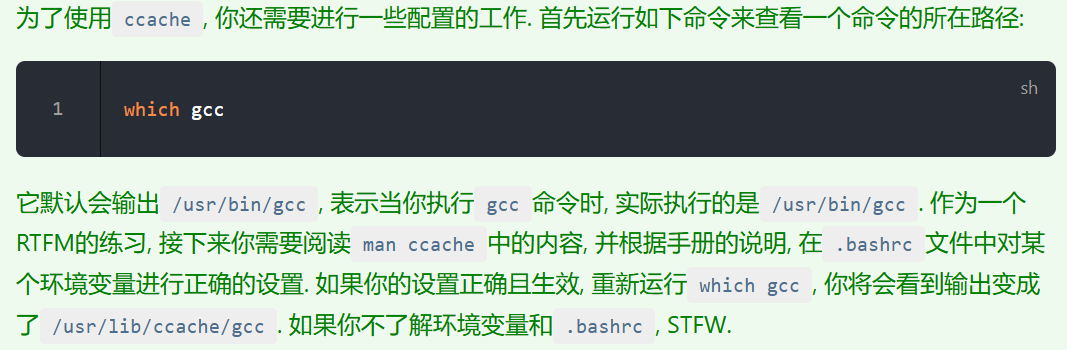 为了使用 ccache , 你还需要进行一些配置的工作. 首先运行如下命令来查看一个命令的所在路径:
sh
1 which gcc
它默认会输出 /usr/bin/gcc , 表示当你执行 gcc 命令时, 实际执行的是 /usr/bin/gcc . 作为一个
RTFM的练习, 接下来你需要阅读 man ccache 中的内容, 并根据手册的说明, 在 .bashrc 文件中对某
个环境变量进行正确的设置. 如果你的设置正确且生效, 重新运行 which gcc , 你将会看到输出变成
了 /usr/lib/ccache/gcc . 如果你不了解环境变量和 .bashrc , STFW.